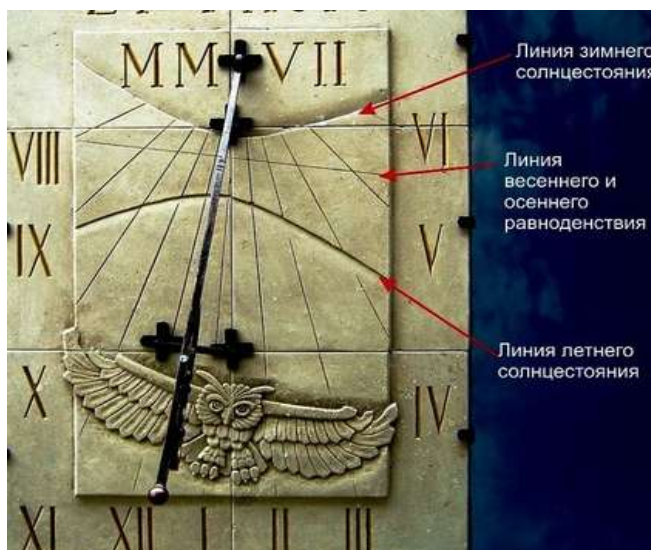 MM VII
Линия зимнего
солнцестояния
VIII
VI
Линия
весеннего и
осеннего
равноденствия
IX
V
Линия летнего
солнцестояния
X
IV
XI XII I II III